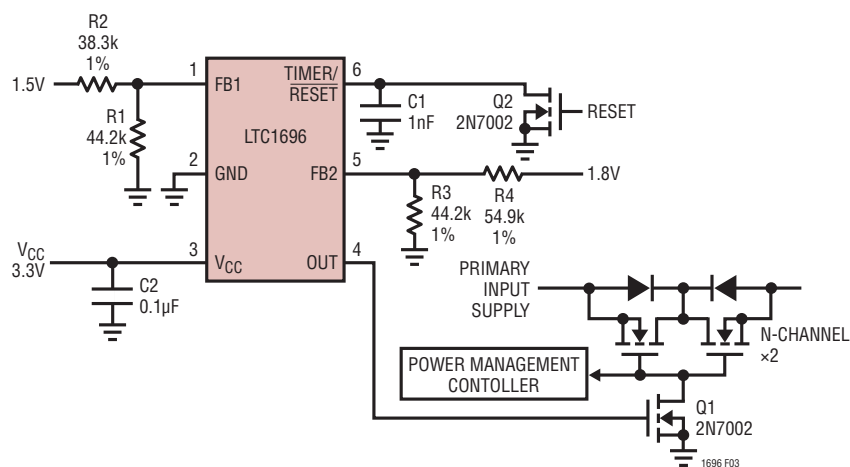 R2
38.3k
1%
1.5V
1
FB1
R1
44.2k
1%
2
GND
VCC
3.3V
3
VCC
C2
0.1µF
LTC1696
TIMER/
RESET
6
C1
1nF
Q2
2N7002
RESET
5
FB2
R3
44.2k
1%
R4
54.9k
1%
1.8V
4
OUT
PRIMARY
INPUT
SUPPLY
N-CHANNEL
×2
POWER MANAGEMENT
CONTOLLER
Q1
2N7002
1696 F03